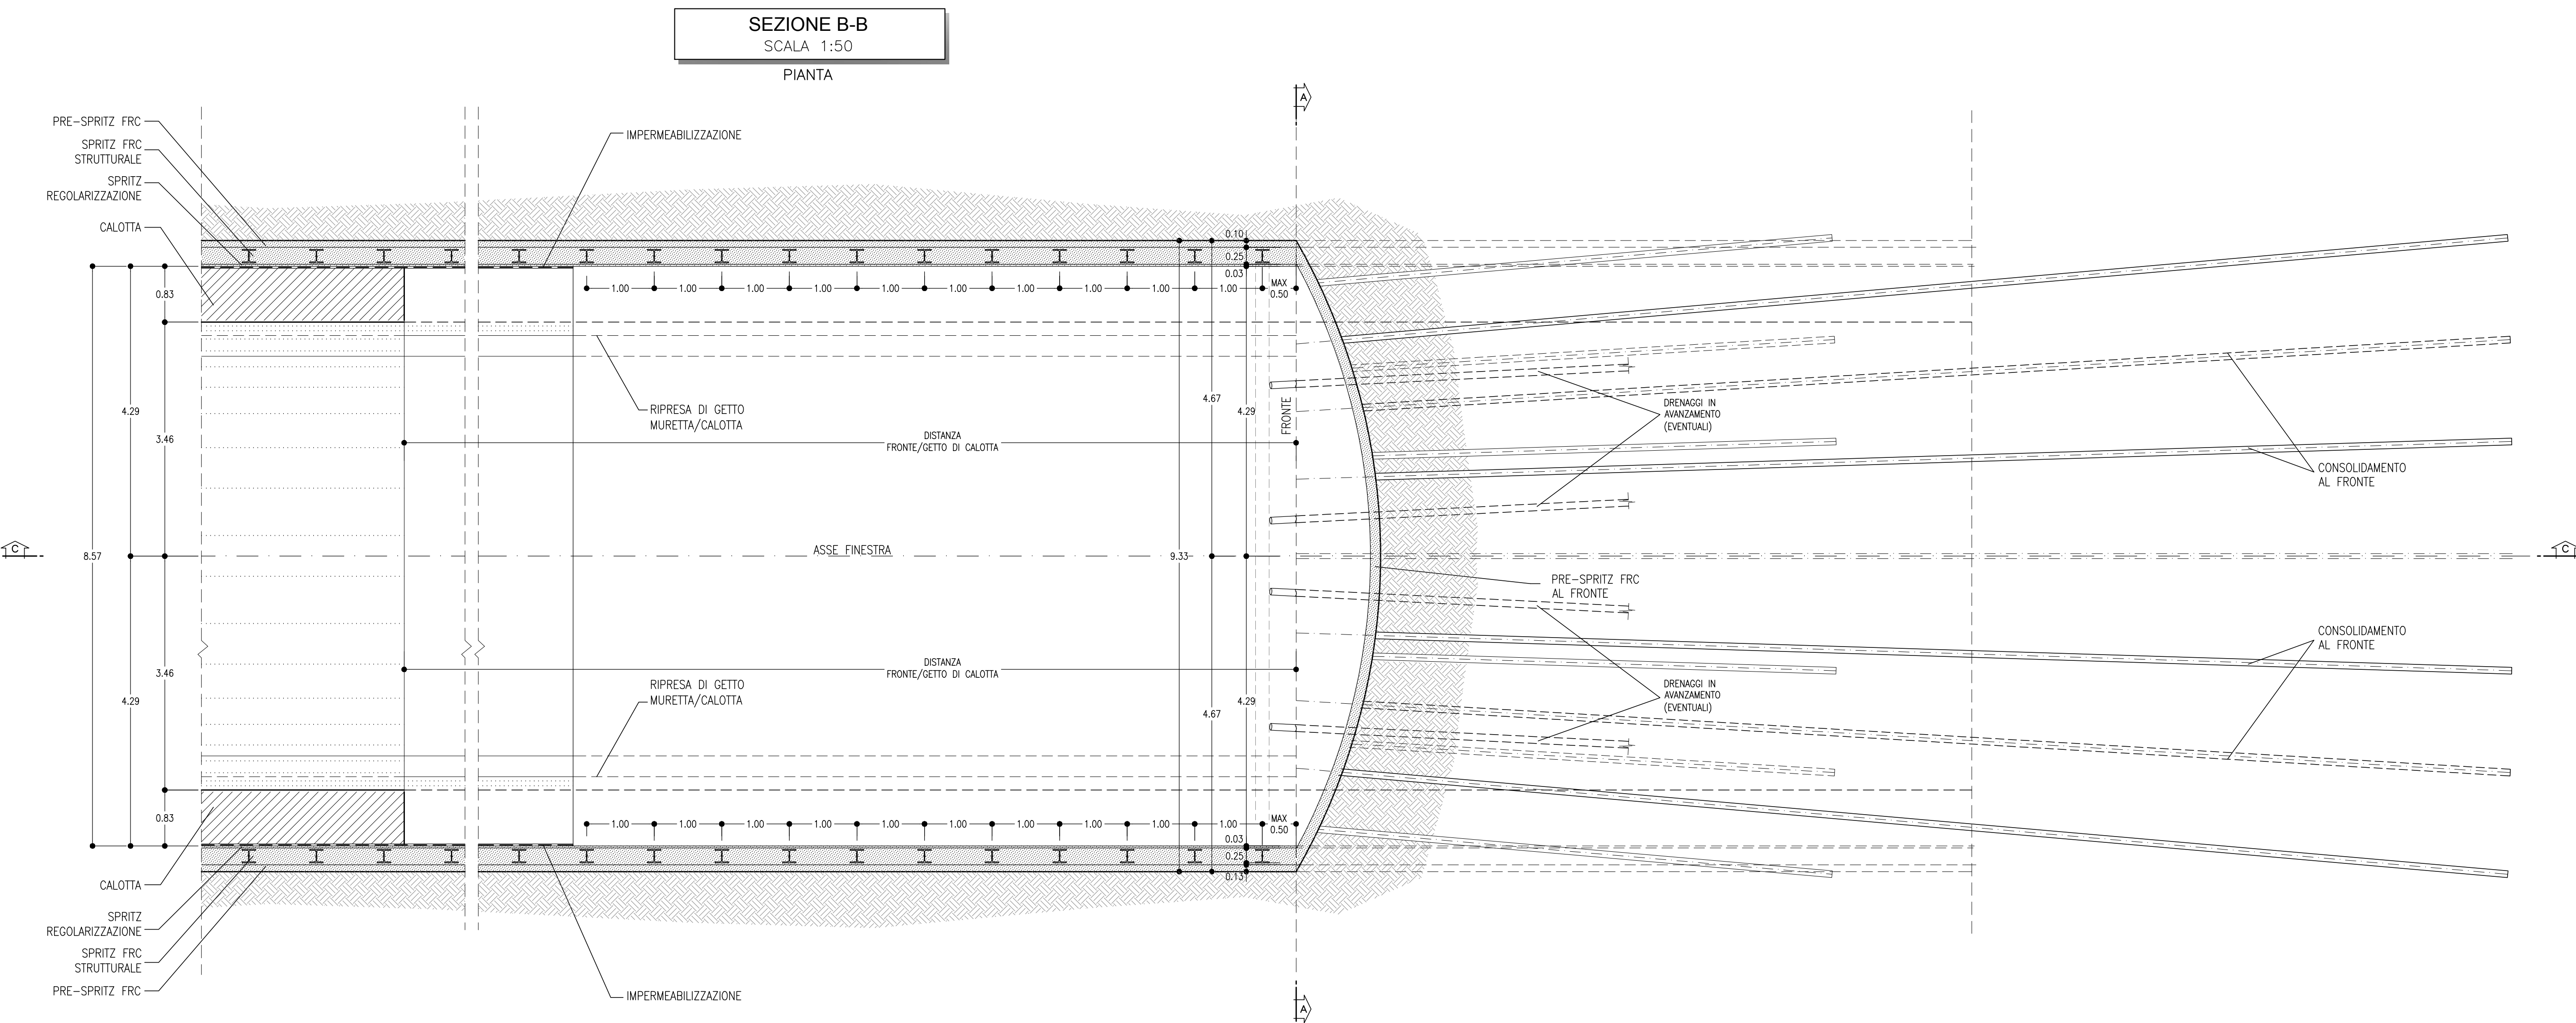 SEZIONE B-B
SCALA 1:50
PIANTA
A
PRE-SPRITZ FRC
SPRITZ FRC
STRUTTURALE
SPRITZ
REGOLARIZZAZIONE
CALOTTA
IMPERMEABILIZZAZIONE
0.10
0.25
0.03
1.00 1.00 1.00 1.00 1.00 1.00 1.00 1.00 1.00 1.00
MAX
0.50
0.83
4.29
3.46
8.57
3.46
4.29
0.83
RIPRESA DI GETTO
MURETTA/CALOTTA
DISTANZA
FRONTE/GETTO DI CALOTTA
4.67
4.29
FRONTE
DRENAGGI IN
AVANZAMENTO
(EVENTUALI)
CONSOLIDAMENTO
AL FRONTE
C
ASSE FINESTRA
9.33
C
PRE-SPRITZ FRC
AL FRONTE
CONSOLIDAMENTO
AL FRONTE
DISTANZA
FRONTE/GETTO DI CALOTTA
RIPRESA DI GETTO
MURETTA/CALOTTA
4.67
4.29
DRENAGGI IN
AVANZAMENTO
(EVENTUALI)
1.00 1.00 1.00 1.00 1.00 1.00 1.00 1.00 1.00 1.00
MAX
0.50
0.03
0.25
0.13
CALOTTA
SPRITZ
REGOLARIZZAZIONE
SPRITZ FRC
STRUTTURALE
PRE-SPRITZ FRC
IMPERMEABILIZZAZIONE
A